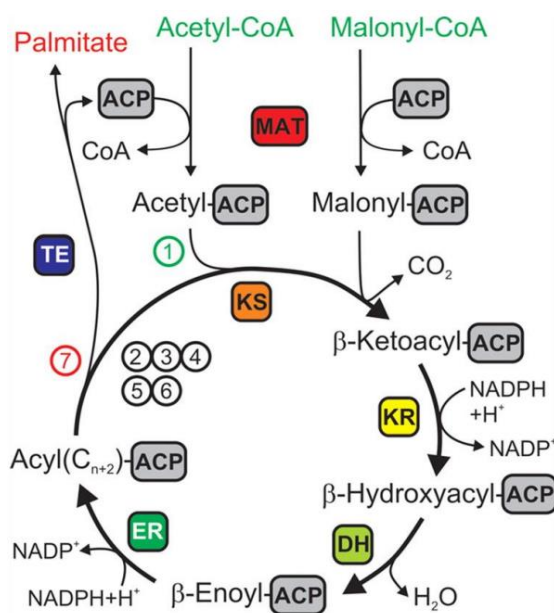 Acetyl-CoA Malonyl-CoA
Palmitate
ACP ACP
MAT
CoA CoA
Acetyl-ACP Malonyl-ACP
TE
1
CO₂
KS
β-Ketoacyl-ACP
7
2 3 4
5 6
NADPH
+H⁺
KR
NADP⁺
Acyl(Cₙ₊₂)-ACP
β-Hydroxyacyl-ACP
ER
DH
NADP⁺
NADPH+H⁺
β-Enoyl-ACP
H₂O